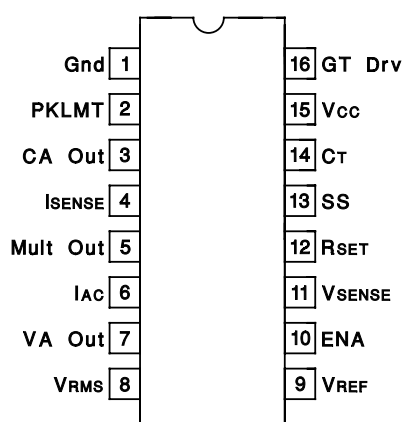 Gnd 1 16 GT Drv
PKLMT 2 15 VCC
CA Out 3 14 CT
ISENSE 4 13 SS
Mult Out 5 12 RSET
IAC 6 11 VSENSE
VA Out 7 10 ENA
VRMS 8 9 VREF